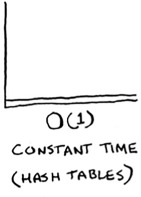 O(1)
CONSTANT TIME
(HASH TABLES)